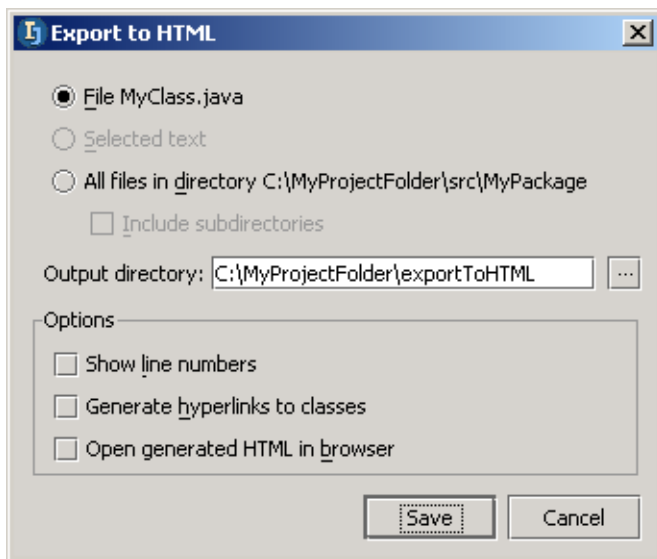 Export to HTML
File MyClass.java
Selected text
All files in directory C:\MyProjectFolder\src\MyPackage
Include subdirectories
Output directory: C:\MyProjectFolder\exportToHTML ...
Options
Show line numbers
Generate hyperlinks to classes
Open generated HTML in browser
Save Cancel